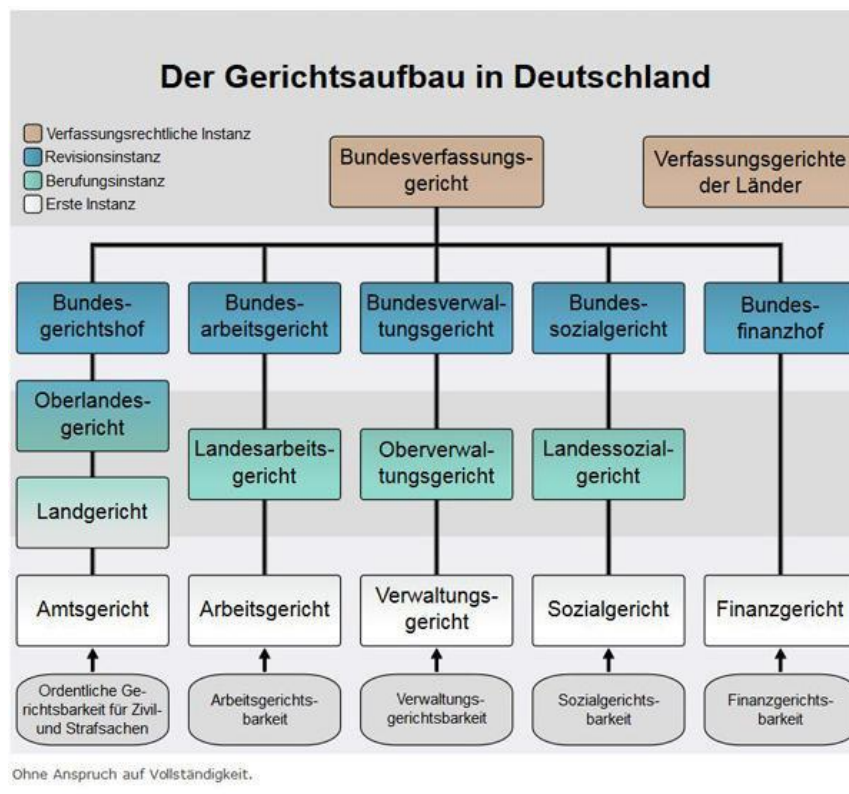 Der Gerichtsaufbau in Deutschland
Verfassungsrechtliche Instanz
Revisionsinstanz
Berufungsinstanz
Erste Instanz
Bundesverfassungs-
gericht
Verfassungsgerichte
der Länder
Bundes-
gerichtshof
Bundes-
arbeitsgericht
Bundesverwal-
tungsgericht
Bundes-
sozialgericht
Bundes-
finanzhof
Oberlandes-
gericht
Landesarbeits-
gericht
Oberverwal-
tungsgericht
Landessozial-
gericht
Landgericht
Amtsgericht
Arbeitsgericht
Verwaltungs-
gericht
Sozialgericht
Finanzgericht
Ordentliche Ge-
richtsbarkeit für Zivil-
und Strafsachen
Arbeitsgerichts-
barkeit
Verwaltungs-
gerichtsbarkeit
Sozialgerichts-
barkeit
Finanzgerichts-
barkeit
Ohne Anspruch auf Vollständigkeit.